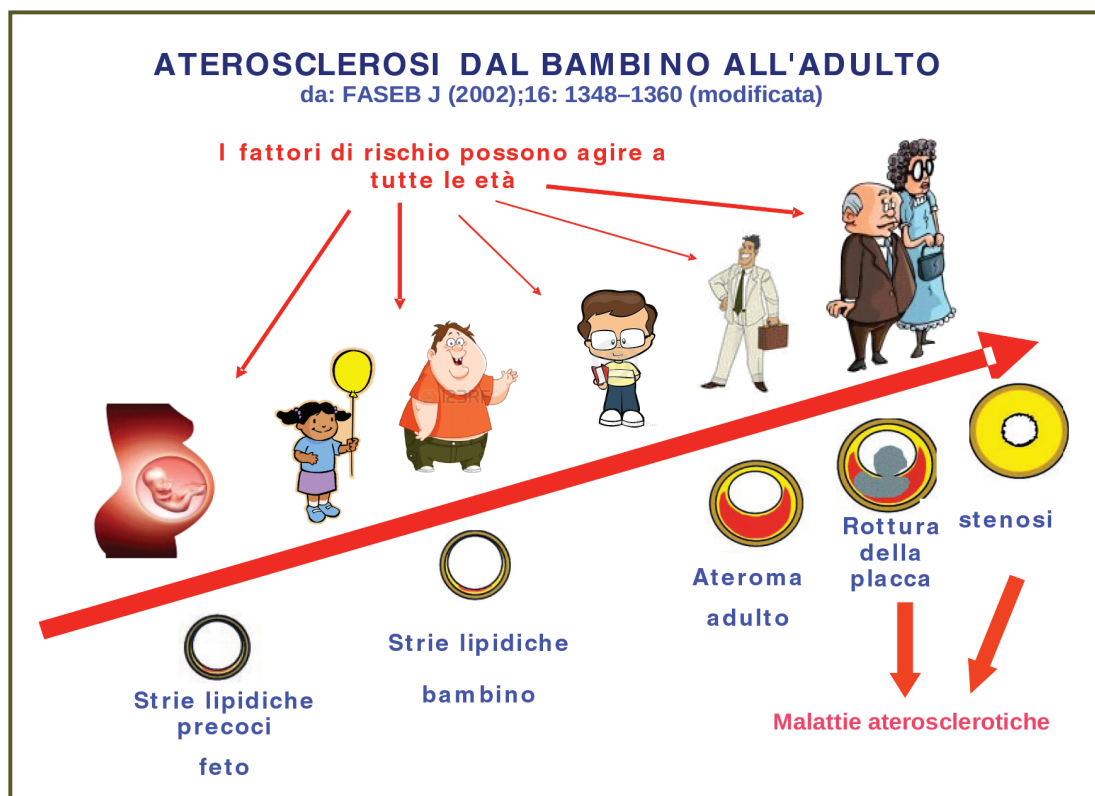 ATEROSCLEROSI DAL BAMBINO ALL'ADULTO
da: FASEB J (2002);16: 1348–1360 (modificata)
I fattori di rischio possono agire a
tutte le età
©123RF
Rottura
della
placca
stenosi
Ateroma
adulto
Strie lipidiche
bambino
Strie lipidiche
precoci
feto
Malattie aterosclerotiche